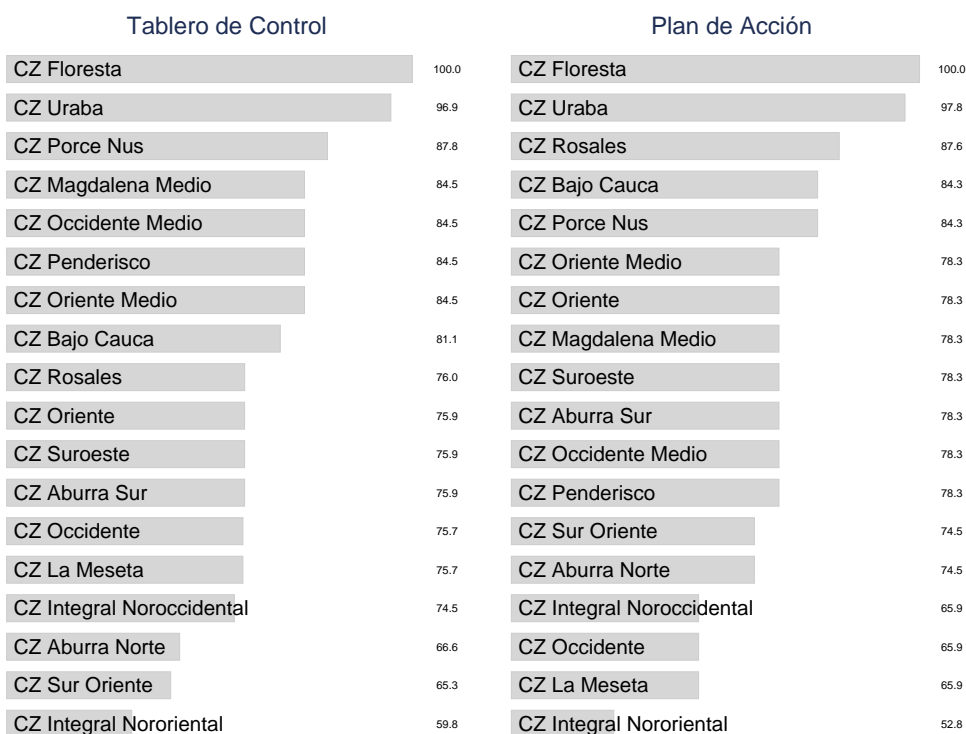 Tablero de Control
CZ Floresta 100.0
CZ Uraba 96.9
CZ Porce Nus 87.8
CZ Magdalena Medio 84.5
CZ Occidente Medio 84.5
CZ Penderisco 84.5
CZ Oriente Medio 84.5
CZ Bajo Cauca 81.1
CZ Rosales 76.0
CZ Oriente 75.9
CZ Suroeste 75.9
CZ Aburra Sur 75.9
CZ Occidente 75.7
CZ La Meseta 75.7
CZ Integral Noroccidental 74.5
CZ Aburra Norte 66.6
CZ Sur Oriente 65.3
CZ Integral Nororiental 59.8
Plan de Acción
CZ Floresta 100.0
CZ Uraba 97.8
CZ Rosales 87.6
CZ Bajo Cauca 84.3
CZ Porce Nus 84.3
CZ Oriente Medio 78.3
CZ Oriente 78.3
CZ Magdalena Medio 78.3
CZ Suroeste 78.3
CZ Aburra Sur 78.3
CZ Occidente Medio 78.3
CZ Penderisco 78.3
CZ Sur Oriente 74.5
CZ Aburra Norte 74.5
CZ Integral Noroccidental 65.9
CZ Occidente 65.9
CZ La Meseta 65.9
CZ Integral Nororiental 52.8